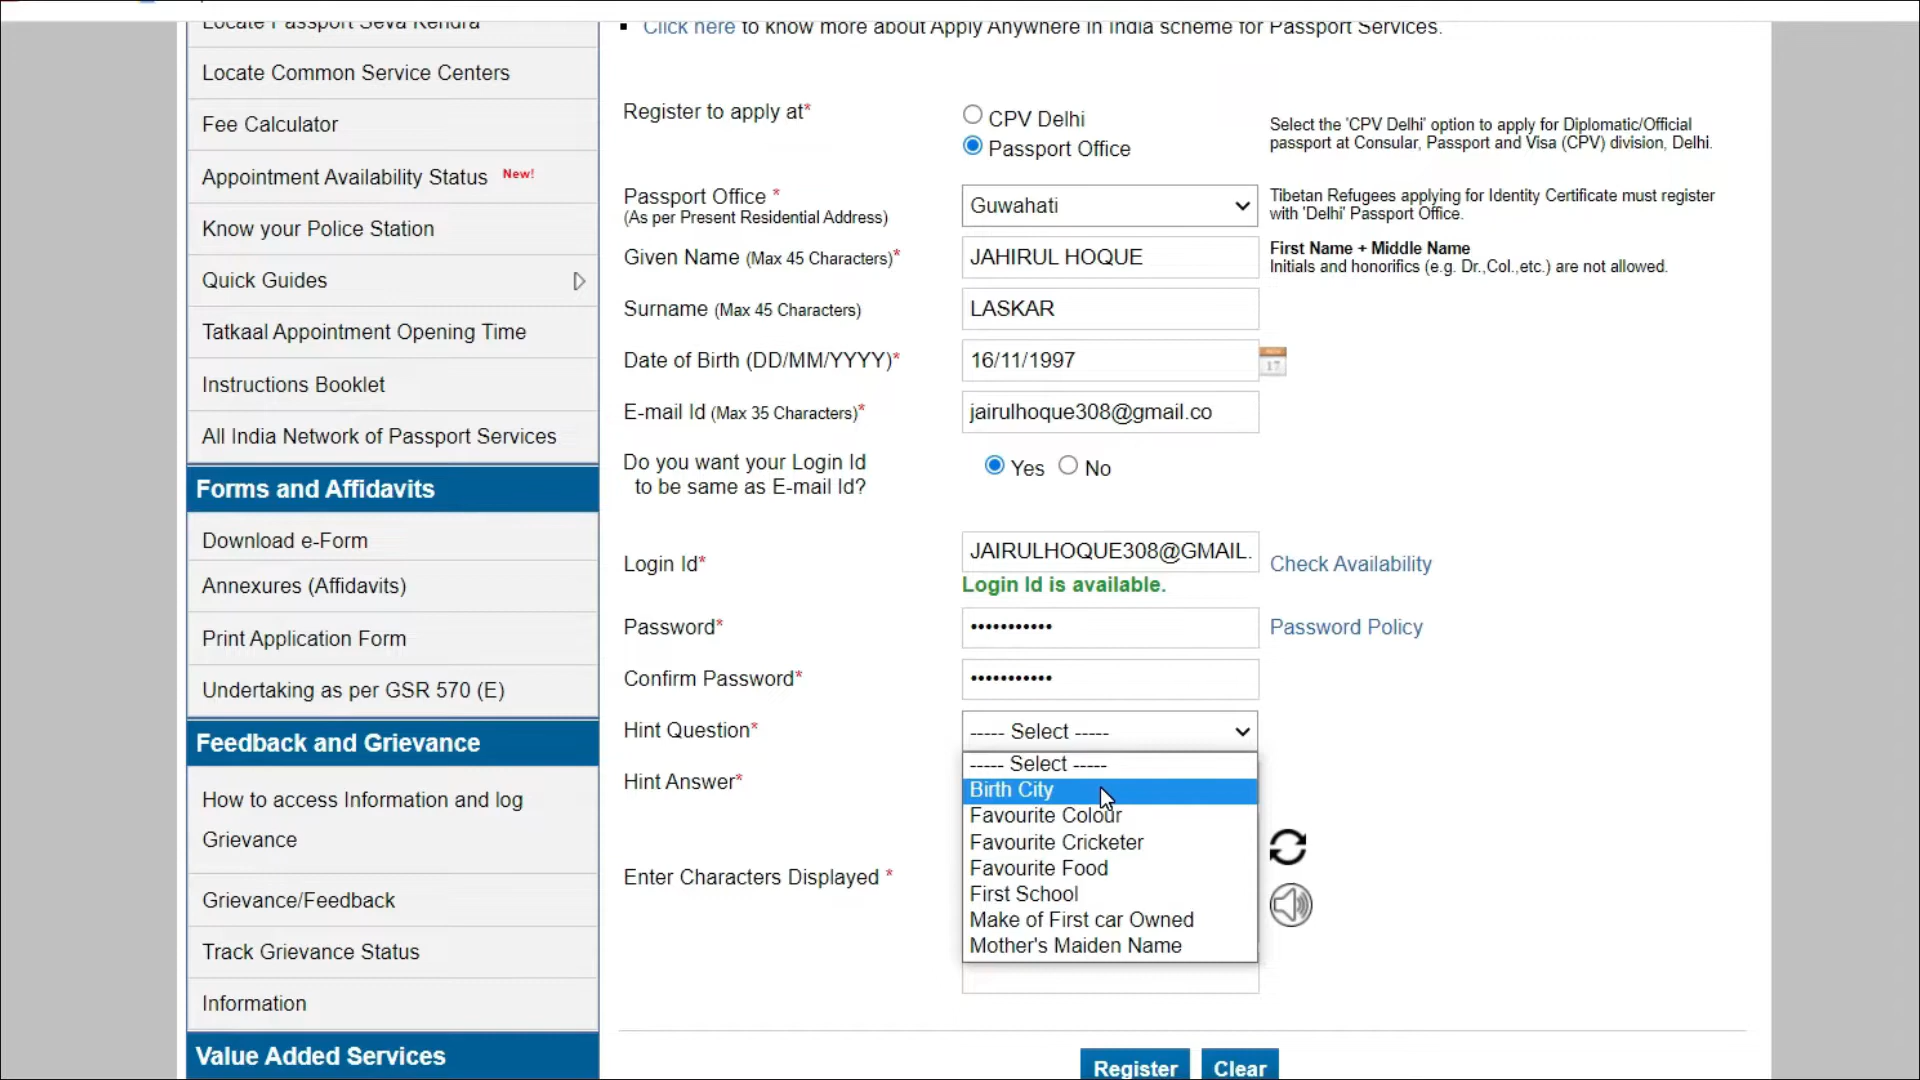 Locate Passport Seva Kendra
Locate Common Service Centers
Fee Calculator
Appointment Availability Status New!
Know your Police Station
Quick Guides
Tatkaal Appointment Opening Time
Instructions Booklet
All India Network of Passport Services
Forms and Affidavits
Download e-Form
Annexures (Affidavits)
Print Application Form
Undertaking as per GSR 570 (E)
Feedback and Grievance
How to access Information and log
Grievance
Grievance/Feedback
Track Grievance Status
Information
Value Added Services
Click here to know more about Apply Anywhere in India scheme for Passport Services.
Register to apply at*
CPV Delhi
Passport Office
Select the 'CPV Delhi' option to apply for Diplomatic/Official
passport at Consular, Passport and Visa (CPV) division, Delhi.
Passport Office *
(As per Present Residential Address)
Guwahati
Tibetan Refugees applying for Identity Certificate must register
with 'Delhi' Passport Office.
Given Name (Max 45 Characters)*
JAHIRUL HOQUE
First Name + Middle Name
Initials and honorifics (e.g. Dr.,Col.,etc.) are not allowed.
Surname (Max 45 Characters)
LASKAR
Date of Birth (DD/MM/YYYY)*
16/11/1997
17
E-mail Id (Max 35 Characters)*
jairulhoque308@gmail.co
Do you want your Login Id
to be same as E-mail Id?
Yes No
Login Id*
JAIRULHOQUE308@GMAIL.
Check Availability
Login Id is available.
Password*
•••••••••••
Password Policy
Confirm Password*
•••••••••••
Hint Question*
----- Select -----
----- Select -----
Hint Answer*
Birth City
Favourite Colour
Favourite Cricketer
Favourite Food
First School
Make of First car Owned
Mother's Maiden Name
Enter Characters Displayed *
Register Clear